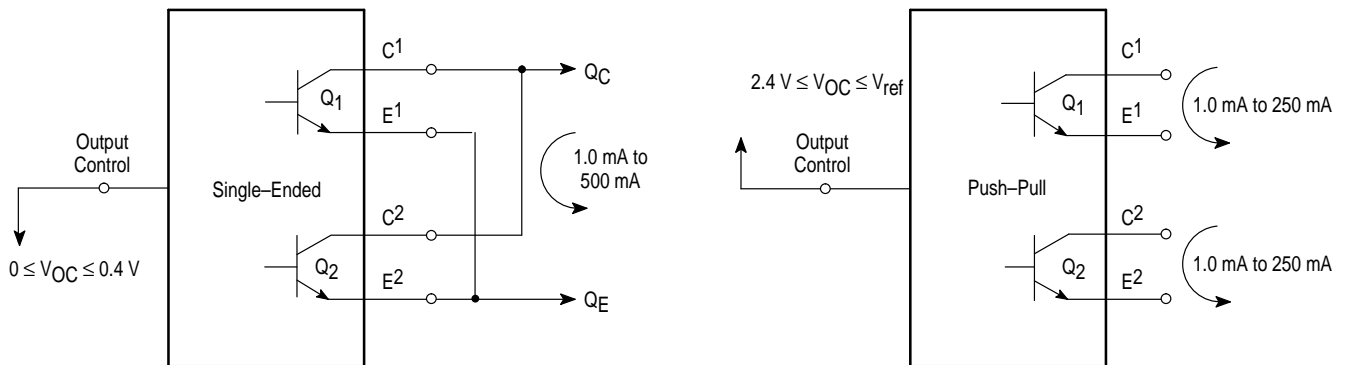 C1
QC
Q1
E1
Output
Control
1.0 mA to
500 mA
Single–Ended
C2
0 ≤ VOC ≤ 0.4 V
Q2
E2
QE
2.4 V ≤ VOC ≤ Vref
C1
Q1
1.0 mA to 250 mA
E1
Output
Control
Push–Pull
C2
Q2
1.0 mA to 250 mA
E2